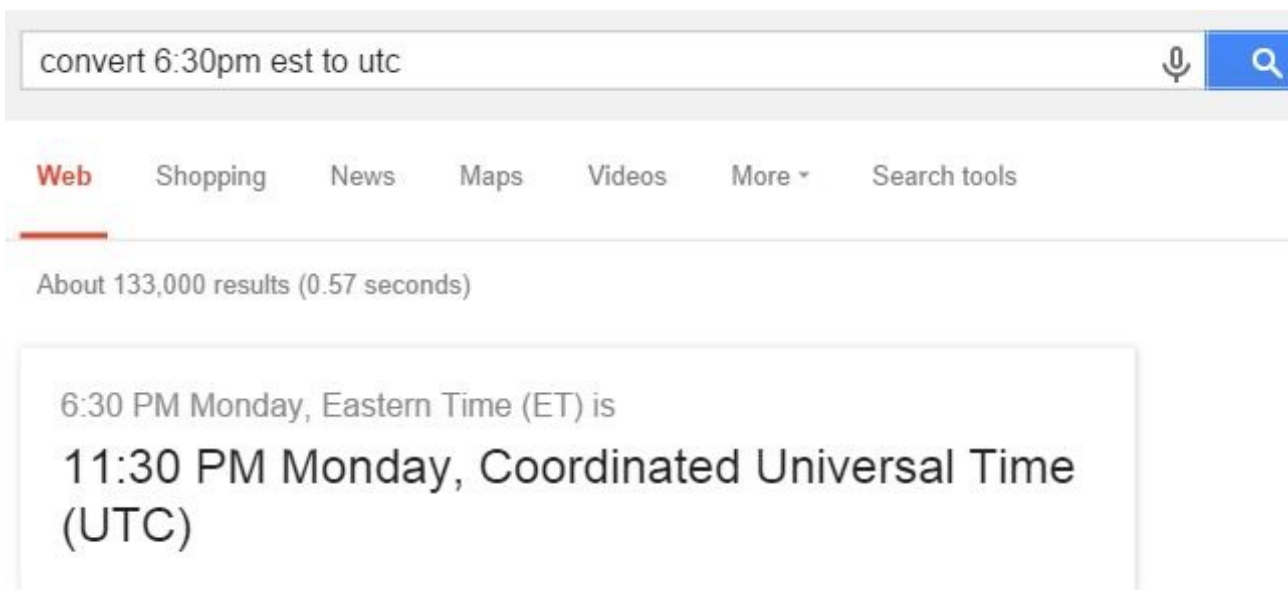 convert 6:30pm est to utc
Web Shopping News Maps Videos More Search tools
About 133,000 results (0.57 seconds)
6:30 PM Monday, Eastern Time (ET) is
11:30 PM Monday, Coordinated Universal Time
(UTC)